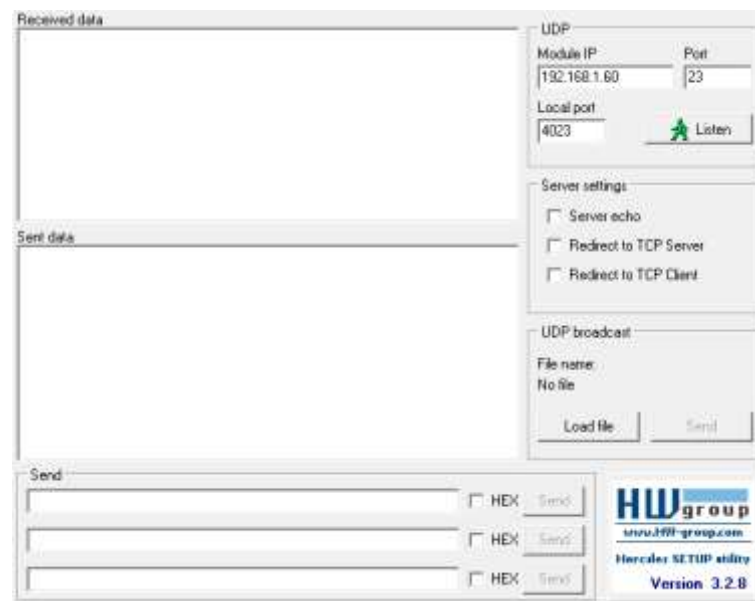 Received data
UDP
Module IP
Port
192.168.1.60
23
Local port
4023
Listen
Server settings
Server echo
Redirect to TCP Server
Redirect to TCP Client
Sent data
UDP broadcast
File name:
No file
Load file
Send
Send
HEX
Send
HEX
Send
HEX
Send
HWgroup
www.HW-group.com
Hercules SETUP utility
Version 3.2.8